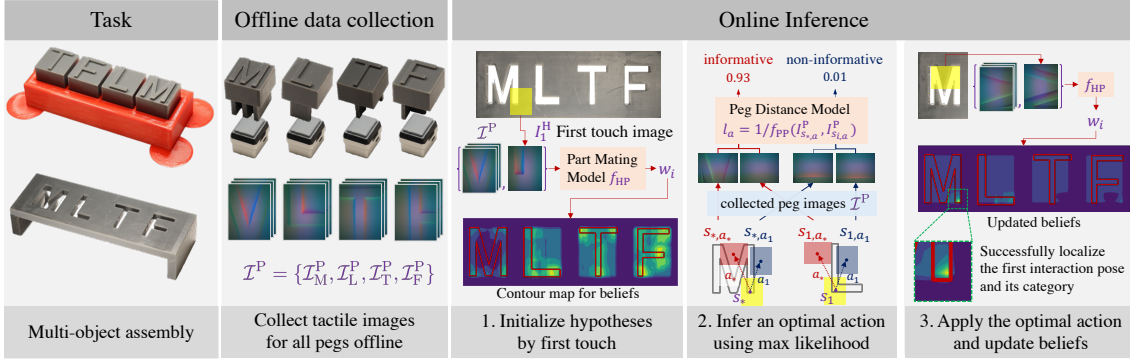 Task
Offline data collection
Online Inference
T F L M
M L T F
M L T F
I^P = {I^P_M, I^P_L, I^P_T, I^P_F}
M L T F
I^P
I^H_1
First touch image
Part Mating
Model f_HP
w_i
M L T F
Contour map for beliefs
informative
0.93
non-informative
0.01
Peg Distance Model
l_a = 1/f_PP(I^P_{s_*,a}, I^P_{s_i,a})
collected peg images I^P
s_{*,a_*}
s_{*,a_1}
s_{1,a_*}
s_{1,a_1}
a_*
a_1
a_*
a_1
s_*
s_1
M
f_HP
w_i
M L T F
Updated beliefs
Successfully localize
the first interaction pose
and its category
Multi-object assembly
Collect tactile images
for all pegs offline
1. Initialize hypotheses
by first touch
2. Infer an optimal action
using max likelihood
3. Apply the optimal action
and update beliefs